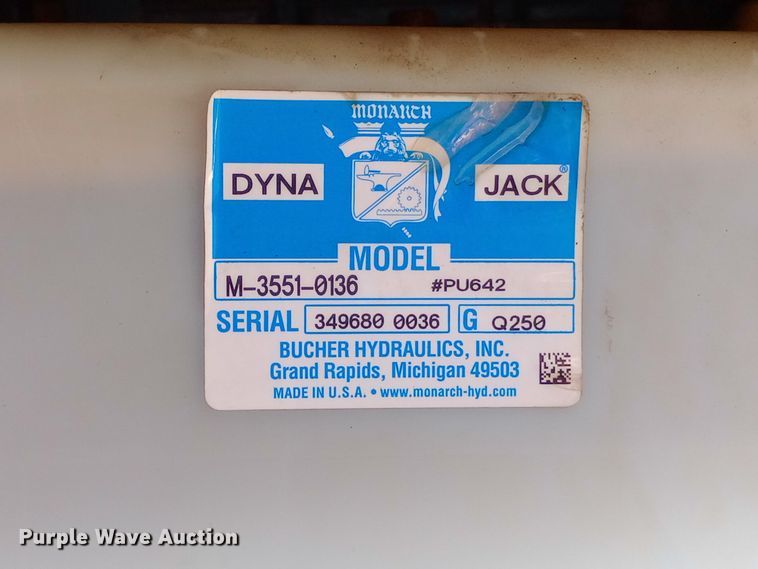 MONARCH
DYNA JACK®
MODEL
M-3551-0136 #PU642
SERIAL 349680 0036 G Q250
BUCHER HYDRAULICS, INC.
Grand Rapids, Michigan 49503
MADE IN U.S.A. • www.monarch-hyd.com
Purple Wave Auction